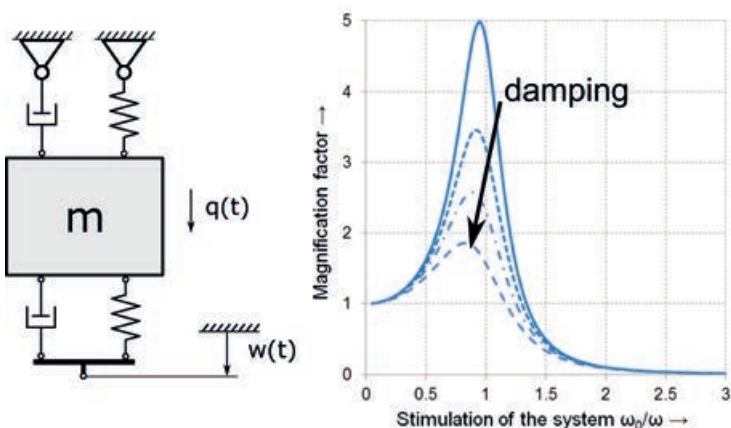 m
q(t)
w(t)
Magnification factor →
5
4
3
2
1
0
damping
0
0.5
1
1.5
2
2.5
3
Stimulation of the system ω₀/ω →